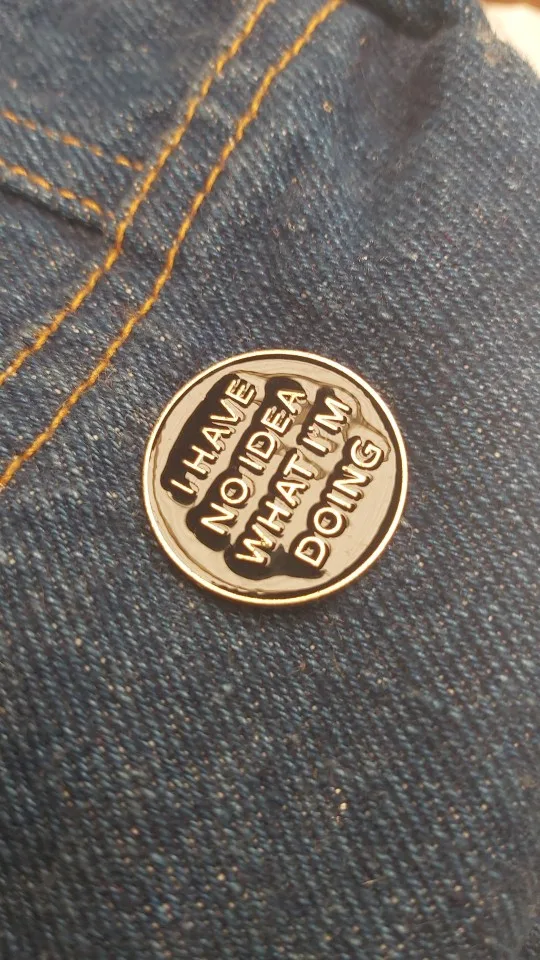 I HAVE
NO IDEA
WHAT I'M
DOING